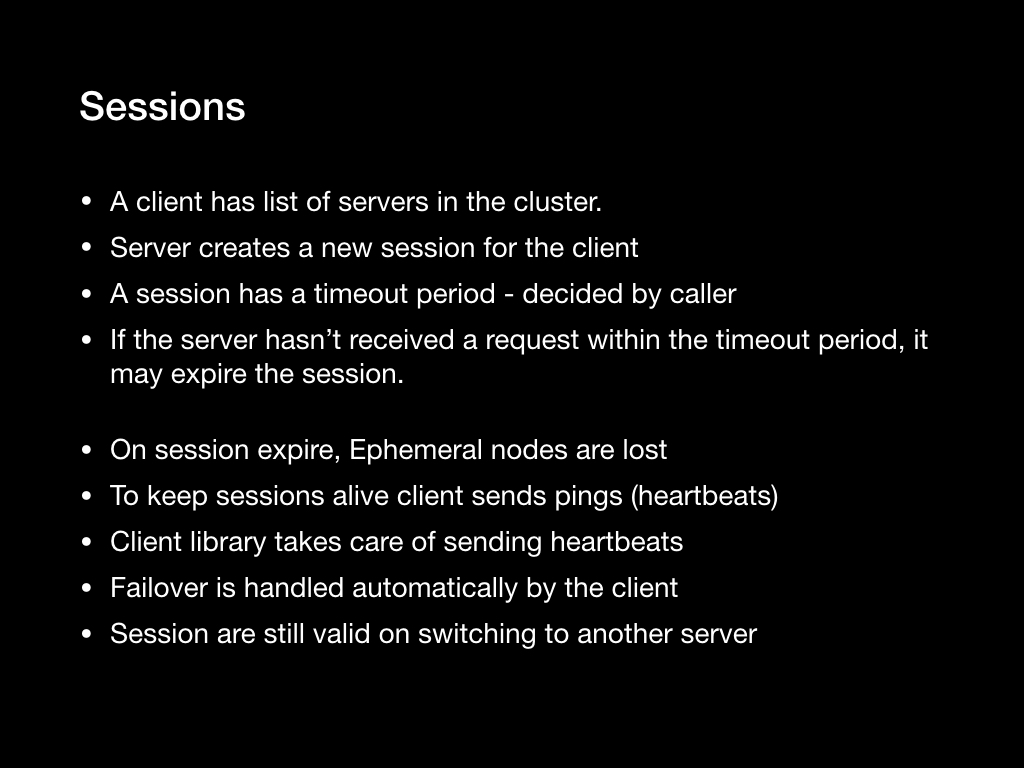 Sessions
• A client has list of servers in the cluster.
• Server creates a new session for the client
• A session has a timeout period - decided by caller
• If the server hasn’t received a request within the timeout period, it
may expire the session.
• On session expire, Ephemeral nodes are lost
• To keep sessions alive client sends pings (heartbeats)
• Client library takes care of sending heartbeats
• Failover is handled automatically by the client
• Session are still valid on switching to another server